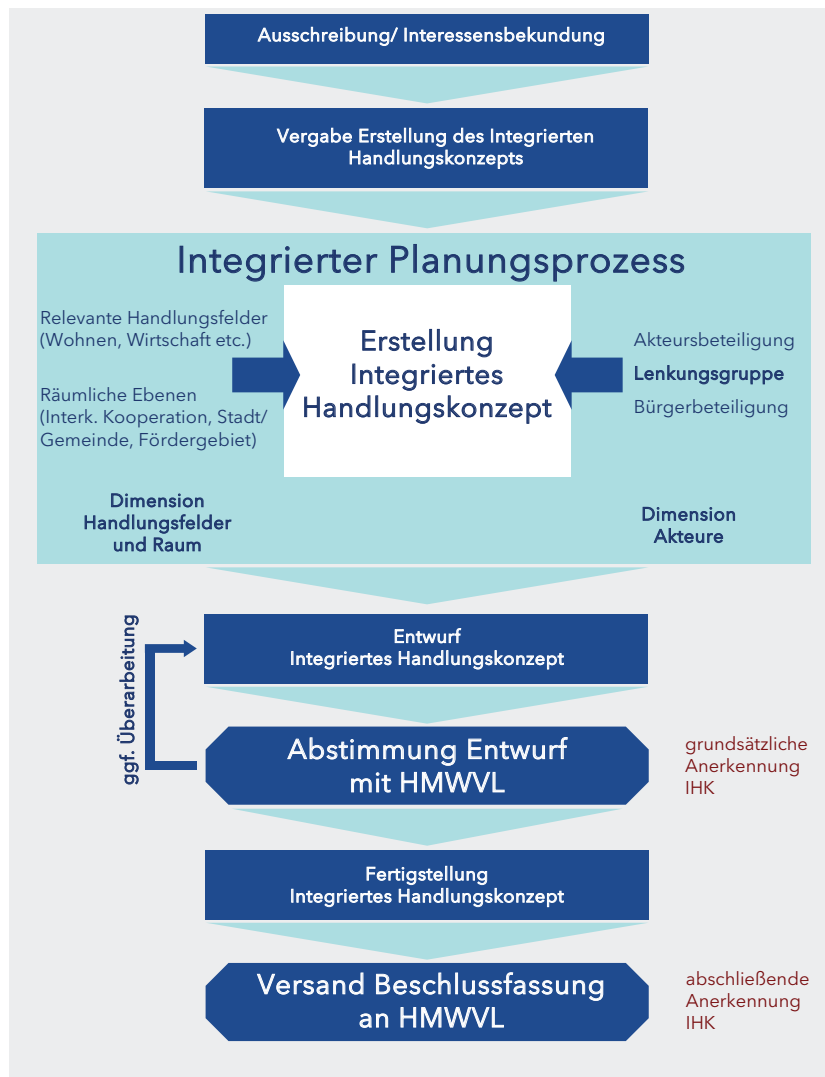 Ausschreibung/ Interessensbekundung
Vergabe Erstellung des Integrierten
Handlungskonzepts
Integrierter Planungsprozess
Relevante Handlungsfelder
(Wohnen, Wirtschaft etc.)
Räumliche Ebenen
(Interk. Kooperation, Stadt/
Gemeinde, Fördergebiet)
Dimension
Handlungsfelder
und Raum
Erstellung
Integriertes
Handlungskonzept
Akteursbeteiligung
Lenkungsgruppe
Bürgerbeteiligung
Dimension
Akteure
Entwurf
Integriertes Handlungskonzept
ggf. Überarbeitung
Abstimmung Entwurf
mit HMWVL
grundsätzliche
Anerkennung
IHK
Fertigstellung
Integriertes Handlungskonzept
Versand Beschlussfassung
an HMWVL
abschließende
Anerkennung
IHK